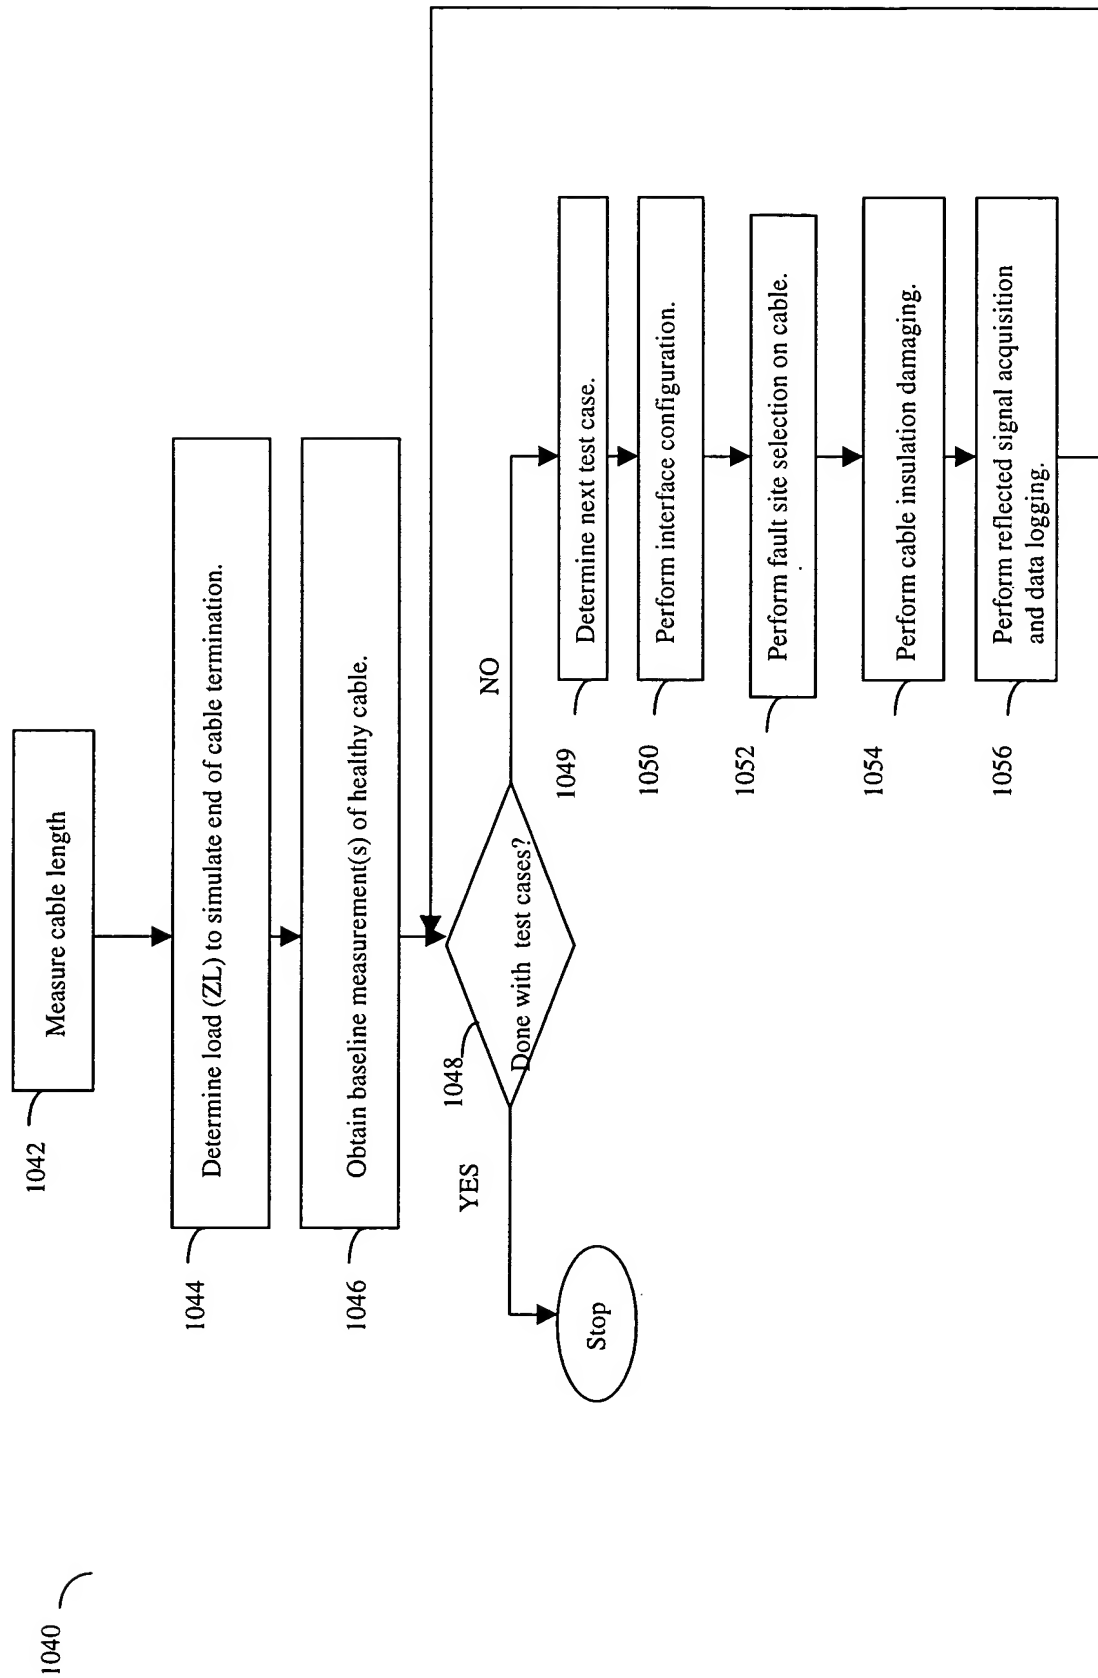 1040
1042
Measure cable length
1044
Determine load (ZL) to simulate end of cable termination.
1046
Obtain baseline measurement(s) of healthy cable.
1048
Done with test cases?
YES
NO
Stop
1049
Determine next test case.
1050
Perform interface configuration.
1052
Perform fault site selection on cable.
1054
Perform cable insulation damaging.
1056
Perform reflected signal acquisition
and data logging.